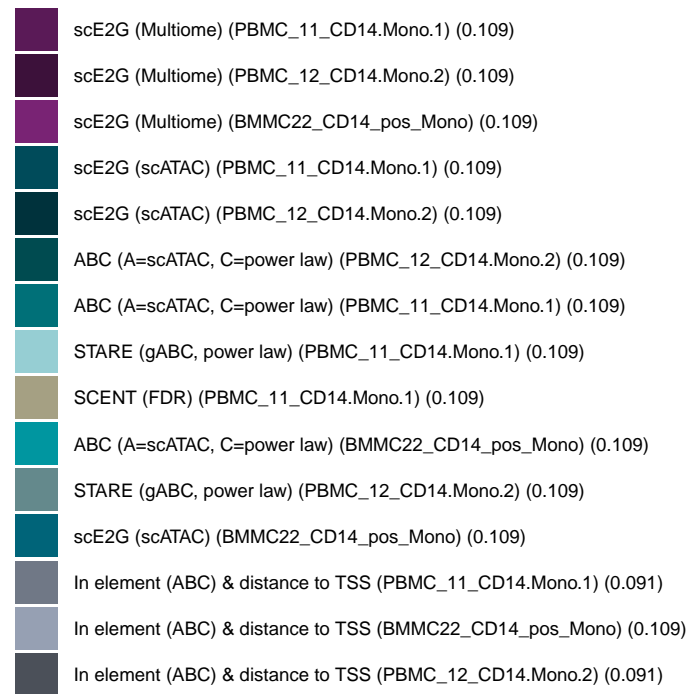 scE2G (Multiome) (PBMC_11_CD14.Mono.1) (0.109)
scE2G (Multiome) (PBMC_12_CD14.Mono.2) (0.109)
scE2G (Multiome) (BMMC22_CD14_pos_Mono) (0.109)
scE2G (scATAC) (PBMC_11_CD14.Mono.1) (0.109)
scE2G (scATAC) (PBMC_12_CD14.Mono.2) (0.109)
ABC (A=scATAC, C=power law) (PBMC_12_CD14.Mono.2) (0.109)
ABC (A=scATAC, C=power law) (PBMC_11_CD14.Mono.1) (0.109)
STARE (gABC, power law) (PBMC_11_CD14.Mono.1) (0.109)
SCENT (FDR) (PBMC_11_CD14.Mono.1) (0.109)
ABC (A=scATAC, C=power law) (BMMC22_CD14_pos_Mono) (0.109)
STARE (gABC, power law) (PBMC_12_CD14.Mono.2) (0.109)
scE2G (scATAC) (BMMC22_CD14_pos_Mono) (0.109)
In element (ABC) & distance to TSS (PBMC_11_CD14.Mono.1) (0.091)
In element (ABC) & distance to TSS (BMMC22_CD14_pos_Mono) (0.109)
In element (ABC) & distance to TSS (PBMC_12_CD14.Mono.2) (0.091)